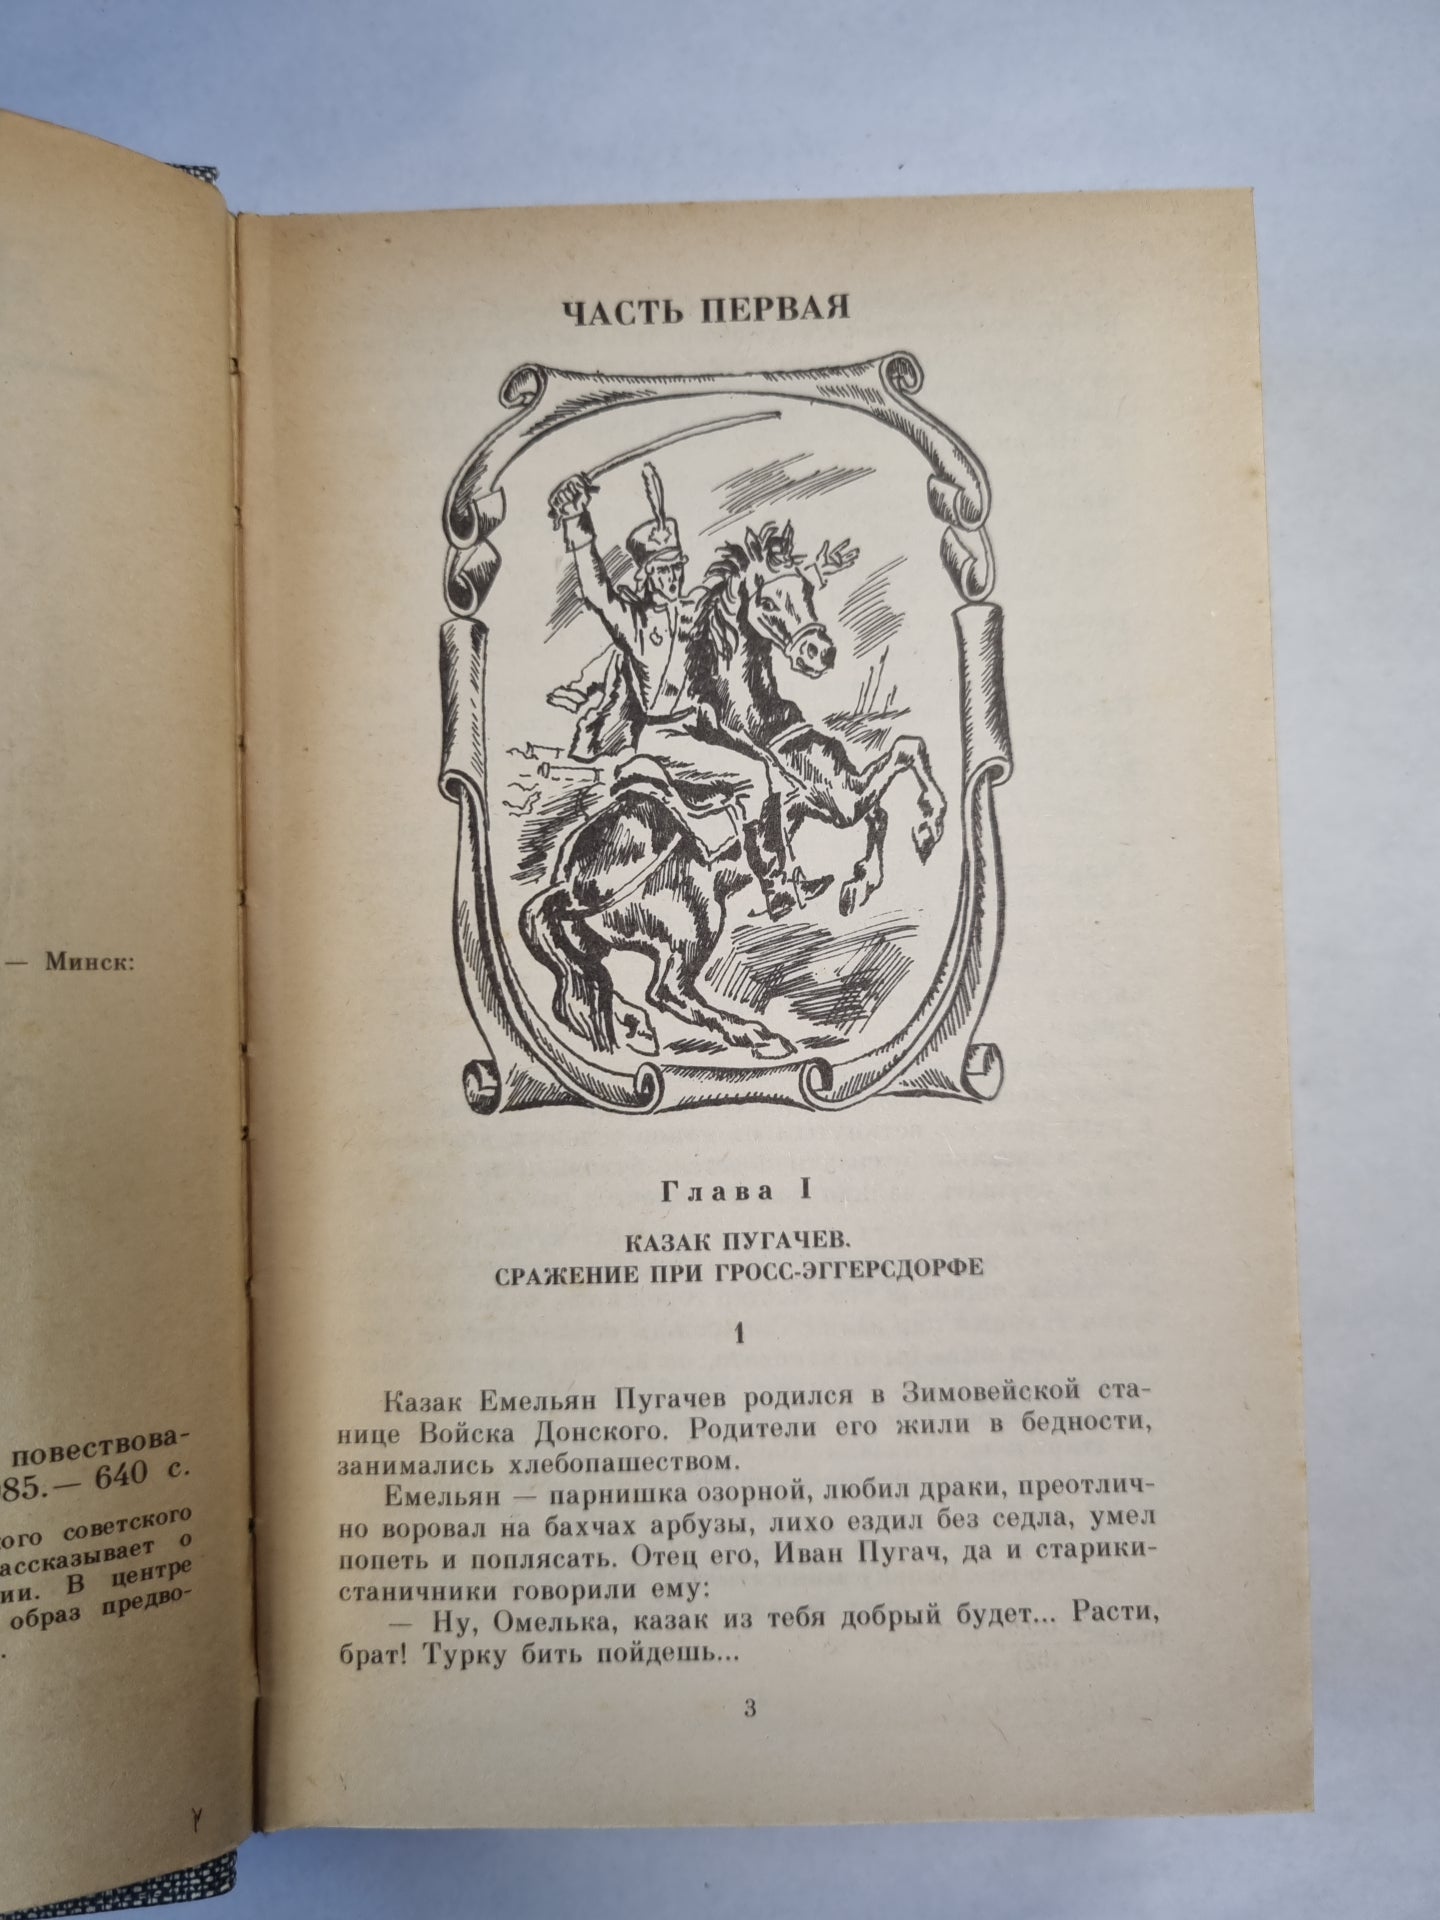 — Минск:
повествова-
85.— 640 с.
советского
о
В центре
образ предво-
ЧАСТЬ ПЕРВАЯ
Глава I
КАЗАК ПУГАЧЕВ.
СРАЖЕНИЕ ПРИ ГРОСС-ЭГГЕРСДОРФЕ
1
Казак Емельян Пугачев родился в Зимовейской ста-
нице Войска Донского. Родители его жили в бедности,
занимались хлебопашеством.
Емельян — парнишка озорной, любил драки, преотлич-
но воровал на бахчах арбузы, лихо ездил без седла, умел
попеть и поплясать. Отец его, Иван Пугач, да и старики-
станичники говорили ему:
— Ну, Омелька, казак из тебя добрый будет... Расти,
брат! Турку бить пойдешь...
3